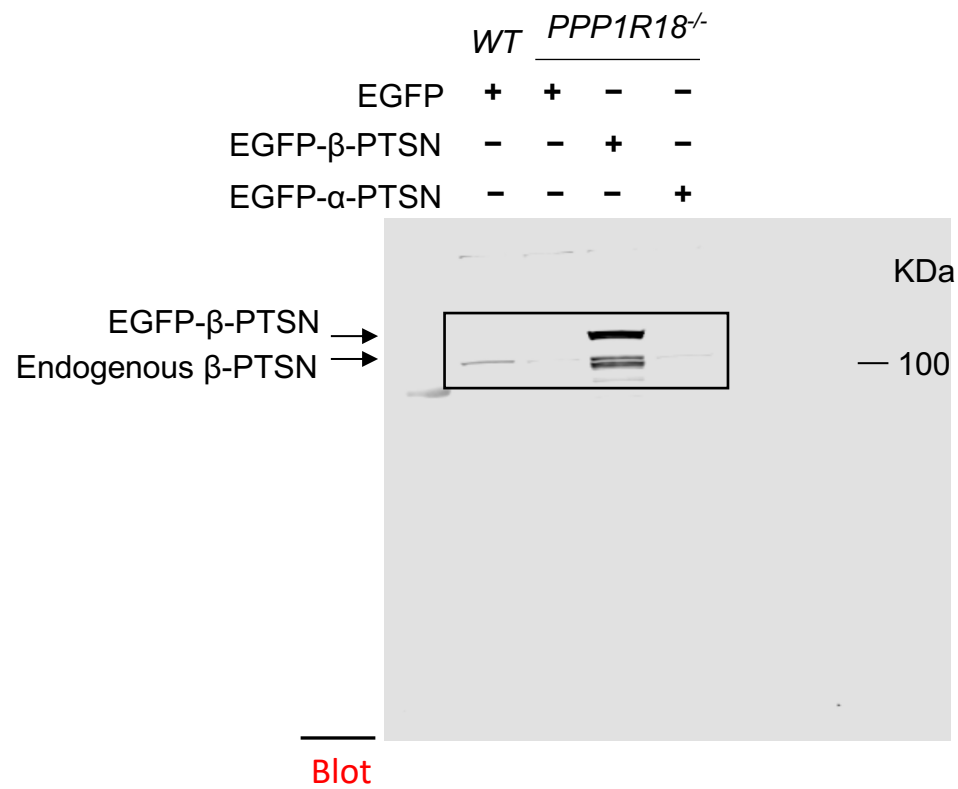 WT PPP1R18-/-
EGFP + + – –
EGFP-β-PTSN – – + –
EGFP-α-PTSN – – – +
KDa
EGFP-β-PTSN
Endogenous β-PTSN
— 100
Blot